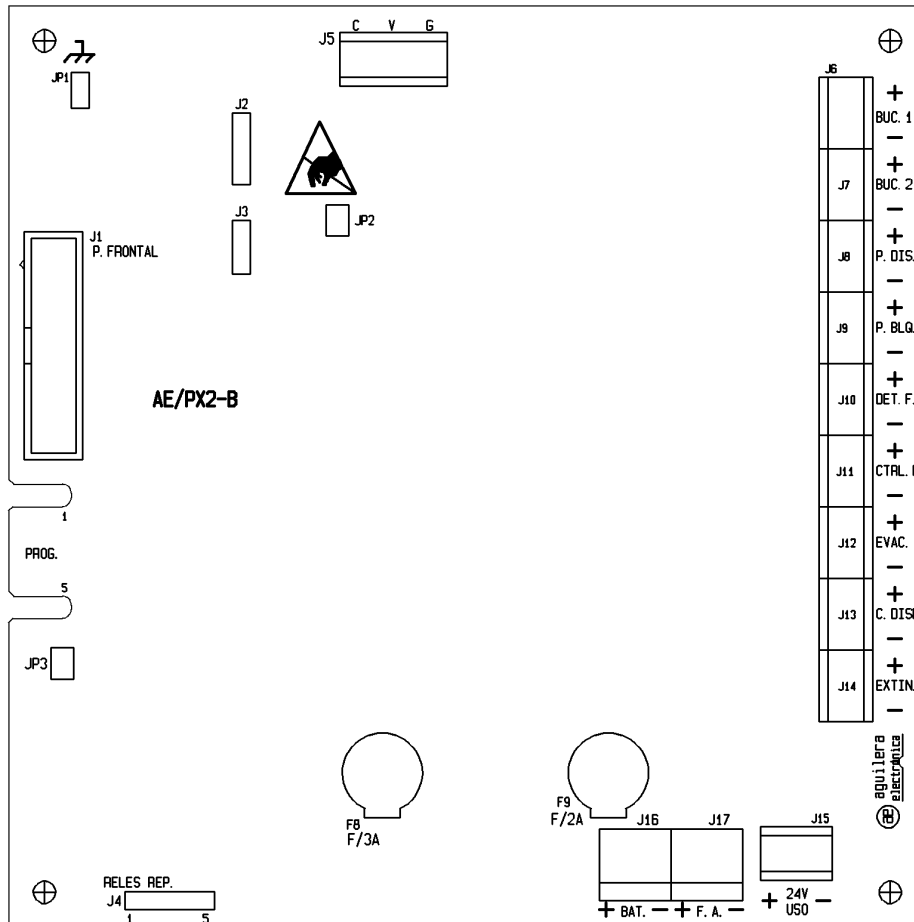 C V G
J5
JP1
J2
J6
+
BUC. 1
−
J7
+
BUC. 2
−
J3
JP2
J1
P. FRONTAL
J8
+
P. DIS.
−
J9
+
P. BLQ.
−
AE/PX2-B
J10
+
DET. F.
−
J11
+
CTRL.
−
1
PROG.
5
J12
+
EVAC.
−
J13
+
C. DIS
−
JP3
J14
+
EXTIN.
−
aguilera
electrónica
ae
F8
F/3A
F9
F/2A
J16 J17 J15
+ BAT. − + F. A. − + 24V −
USO
RELES REP.
J4
1 5